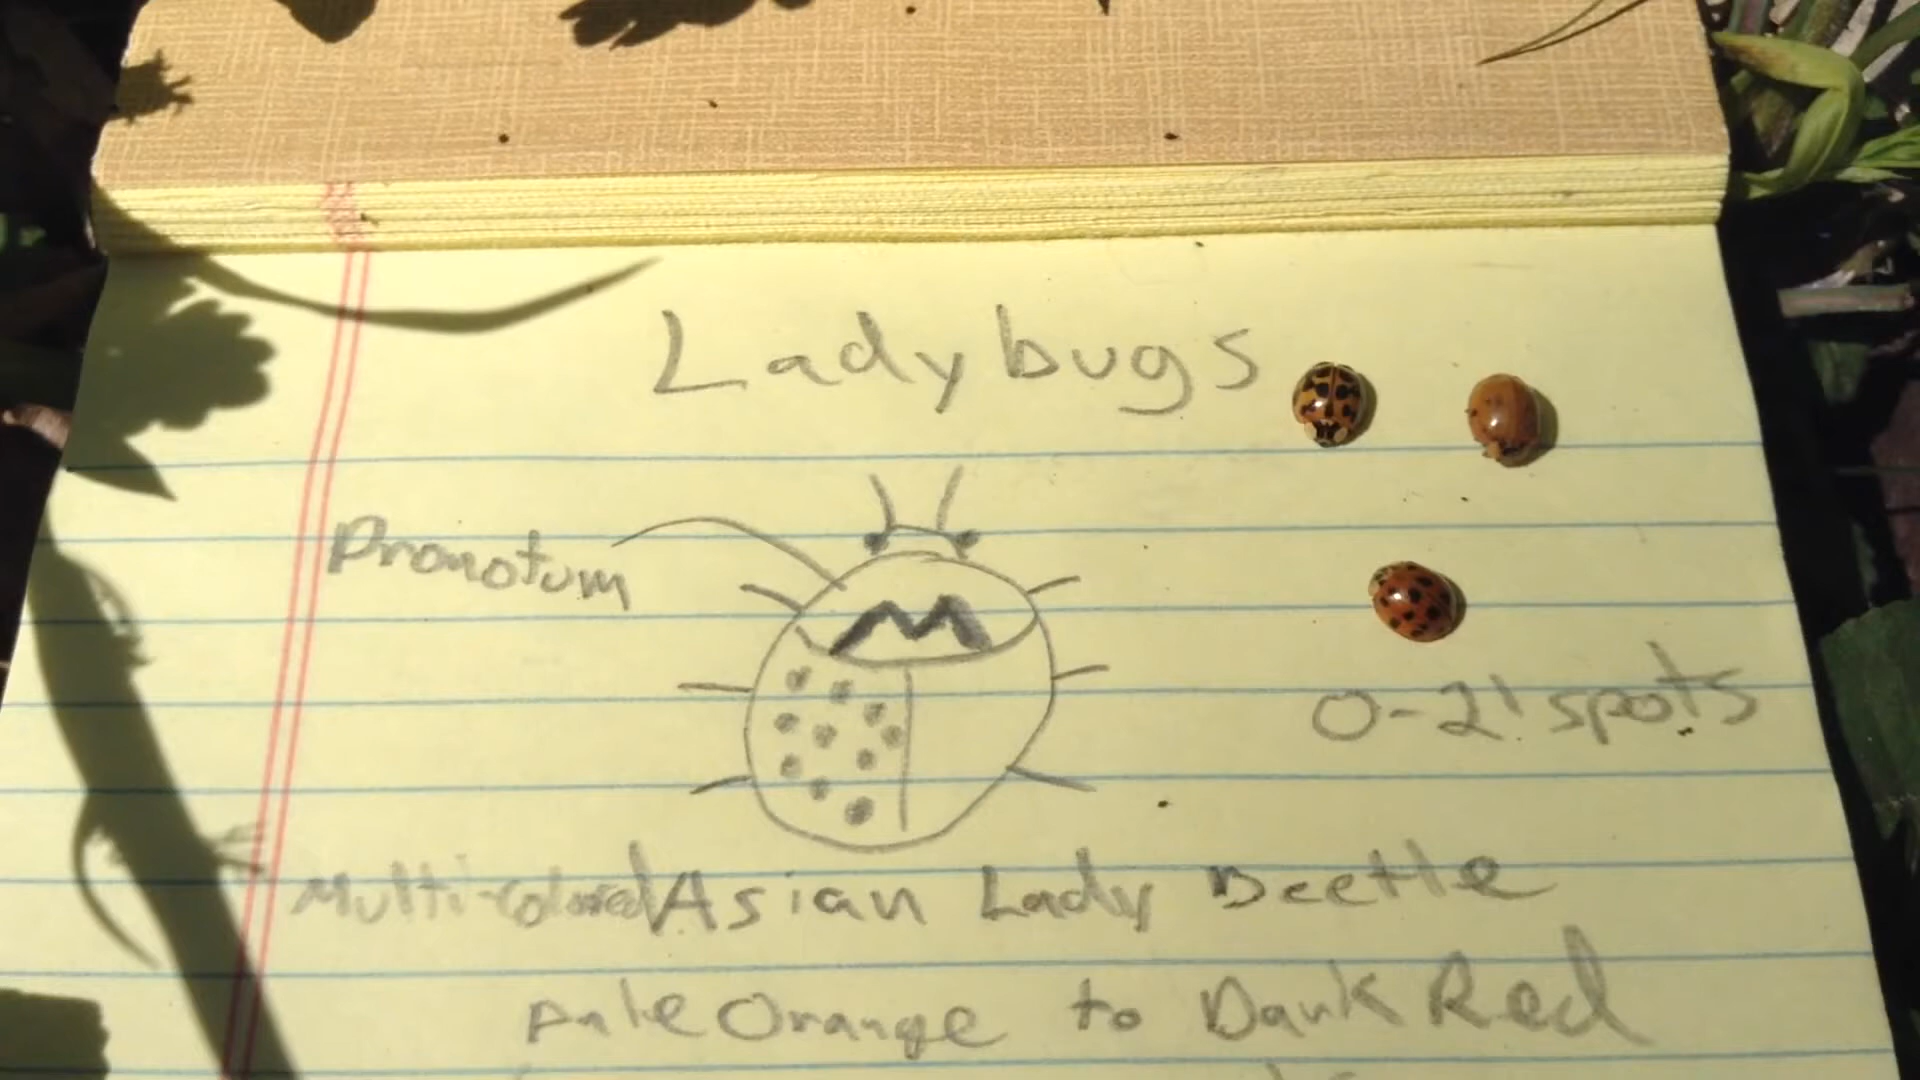 Ladybugs
Pronotum
0-21 spots
Multi-colored Asian Lady Beetle
Pale Orange to Dark Red